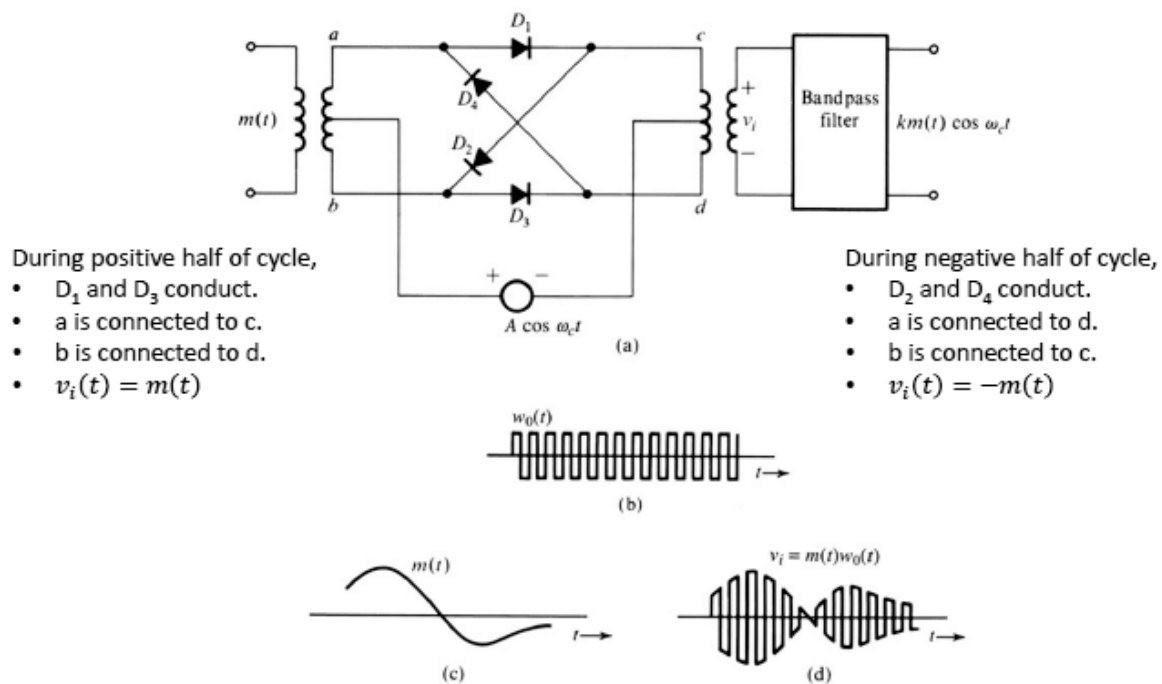 D₁
a
c
D₄
m(t)
+
vᵢ
−
Bandpass
filter
km(t) cos ω꜀t
D₂
b
D₃
d
During positive half of cycle,
• D₁ and D₃ conduct.
• a is connected to c.
• b is connected to d.
• vᵢ(t) = m(t)
+ −
A cos ω꜀t
(a)
During negative half of cycle,
• D₂ and D₄ conduct.
• a is connected to d.
• b is connected to c.
• vᵢ(t) = −m(t)
w₀(t)
t→
(b)
m(t)
t→
(c)
vᵢ = m(t)w₀(t)
t→
(d)